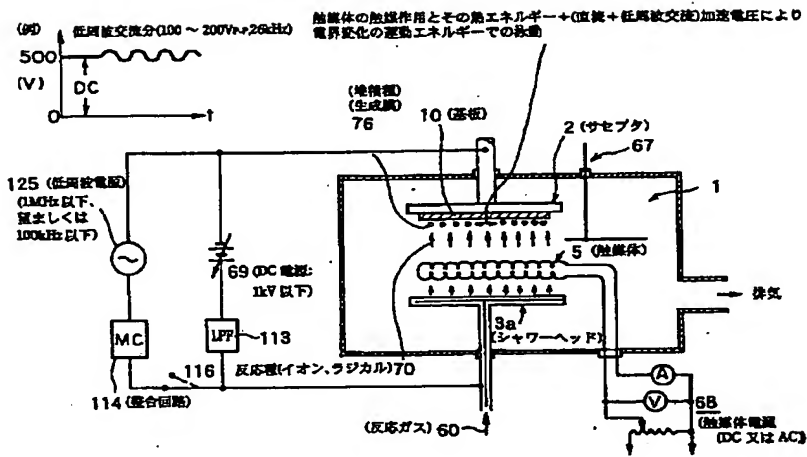 (例) 低周波交流分(100～200Vp.p,26kHz)
触媒体の触媒作用とその熱エネルギー+(直流+低周波交流)加速電圧により
電界変化の運動エネルギーでの
500
(V)
DC
0
t
(堆積種)
(生成膜)
76
10 (基板)
2 (サセプタ)
67
1
125 (低周波電源)
(1MHz以下、
望ましくは
100kHz以下)
69 (DC電源:
1kV以下)
5 (触媒体)
排気
3a
(シャワーヘッド)
MC
LPF
113
116
反応種(イオン、ラジカル)70
114 (整合回路)
A
V
68
(触媒体電源
(DC又はAC))
(反応ガス) 60